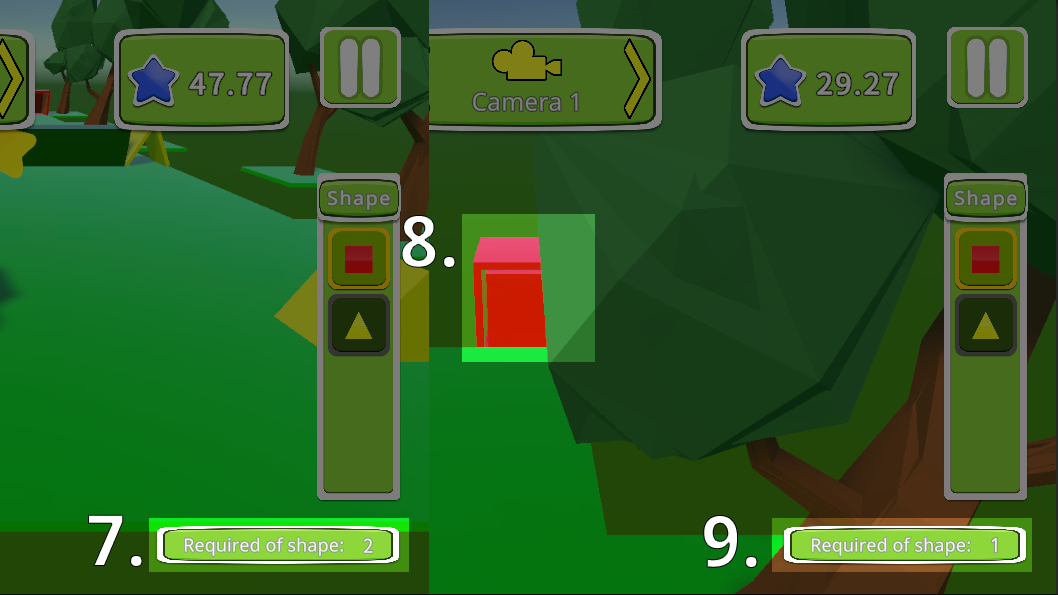 47.77
Shape
7.
Required of shape: 2
Camera 1
29.27
8.
Shape
9.
Required of shape: 1